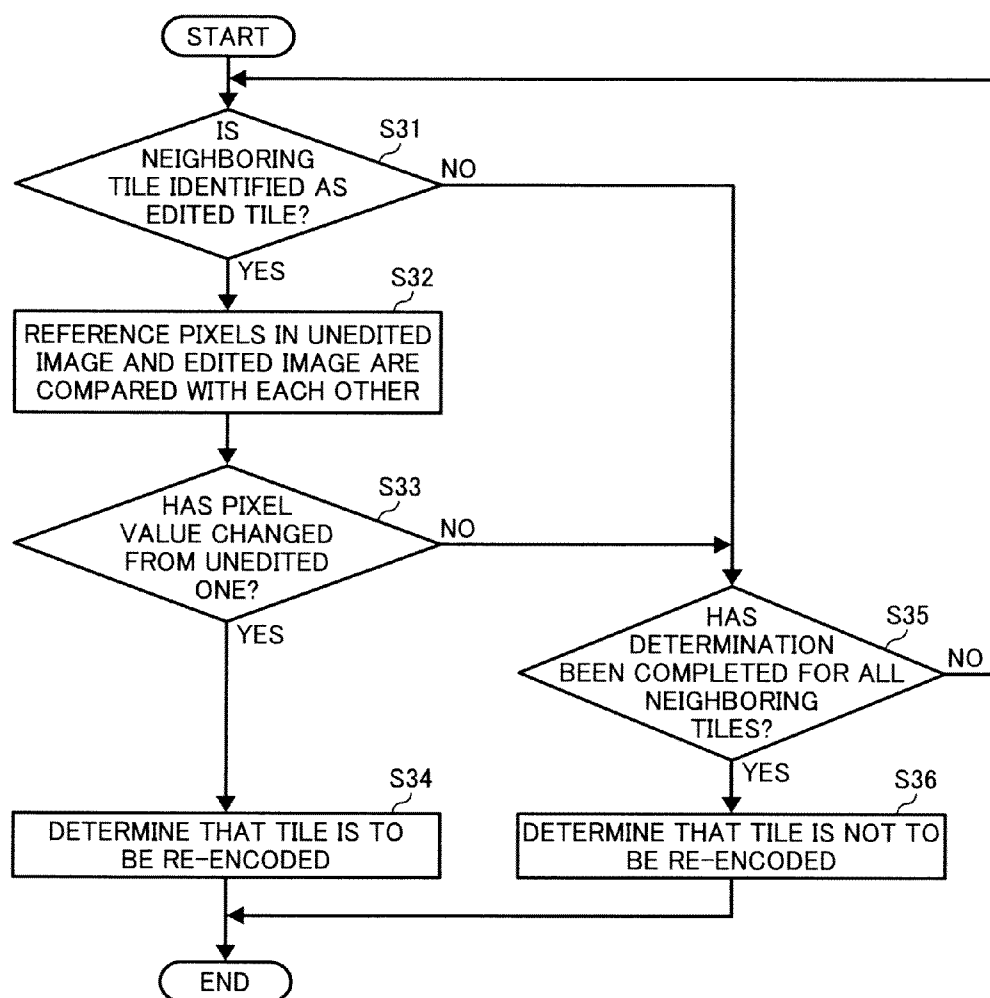 START
IS
NEIGHBORING
TILE IDENTIFIED AS
EDITED TILE?
S31
NO
YES
S32
REFERENCE PIXELS IN UNEDITED
IMAGE AND EDITED IMAGE ARE
COMPARED WITH EACH OTHER
HAS PIXEL
VALUE CHANGED
FROM UNEDITED
ONE?
S33
NO
YES
HAS
DETERMINATION
BEEN COMPLETED FOR ALL
NEIGHBORING
TILES?
S35
NO
YES
S34
DETERMINE THAT TILE IS TO
BE RE-ENCODED
S36
DETERMINE THAT TILE IS NOT TO
BE RE-ENCODED
END